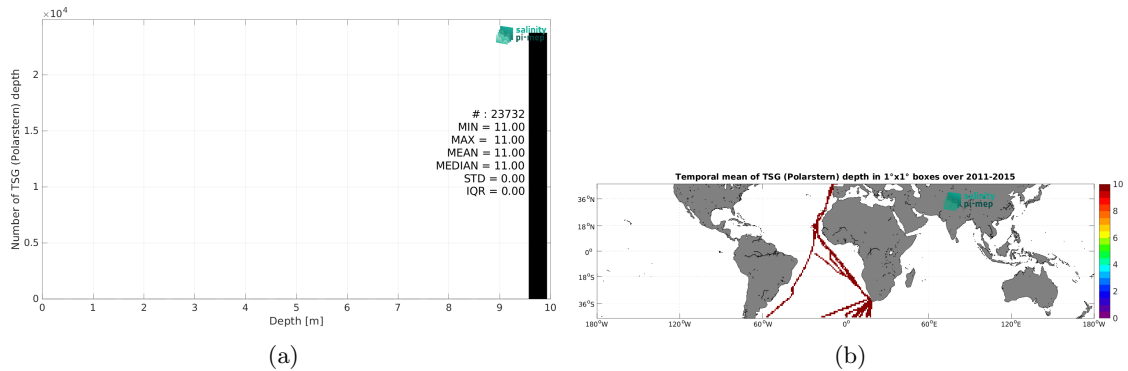 ×10⁴
salinity
pi-mep
2
1.5
1
0.5
0
Number of TSG (Polarstern) depth
# : 23732
MIN = 11.00
MAX = 11.00
MEAN = 11.00
MEDIAN = 11.00
STD = 0.00
IQR = 0.00
0 1 2 3 4 5 6 7 8 9 10
Depth [m]
(a)
Temporal mean of TSG (Polarstern) depth in 1°x1° boxes over 2011-2015
salinity
pi-mep
36°N
18°N
0°
18°S
36°S
180°W 120°W 60°W 0°W 60°E 120°E 180°W
10
8
6
4
2
0
(b)